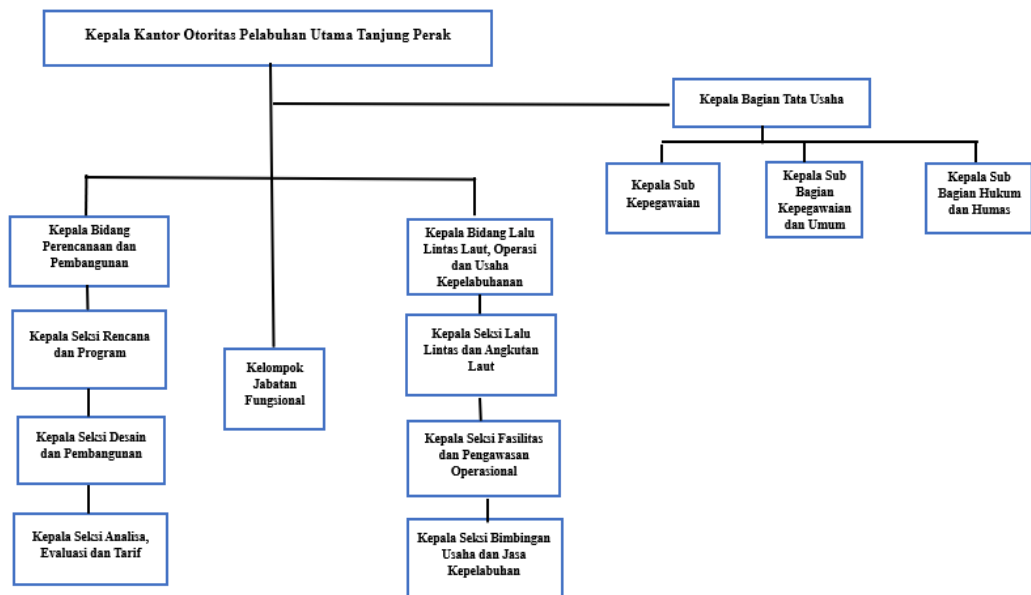 Kepala Kantor Otoritas Pelabuhan Utama Tanjung Perak
Kepala Bagian Tata Usaha
Kepala Sub
Kepegawaian
Kepala Sub
Bagian
Kepegawaian
dan Umum
Kepala Sub
Bagian Hukum
dan Humas
Kepala Bidang
Perencanaan dan
Pembangunan
Kepala Seksi Rencana
dan Program
Kepala Seksi Desain
dan Pembangunan
Kepala Seksi Analisa,
Evaluasi dan Tarif
Kelompok
Jabatan
Fungsional
Kepala Bidang Lalu
Lintas Laut, Operasi
dan Usaha
Kepelabuhanan
Kepala Seksi Lalu
Lintas dan Angkutan
Laut
Kepala Seksi Fasilitas
dan Pengawasan
Operasional
Kepala Seksi Bimbingan
Usaha dan Jasa
Kepelabuhan